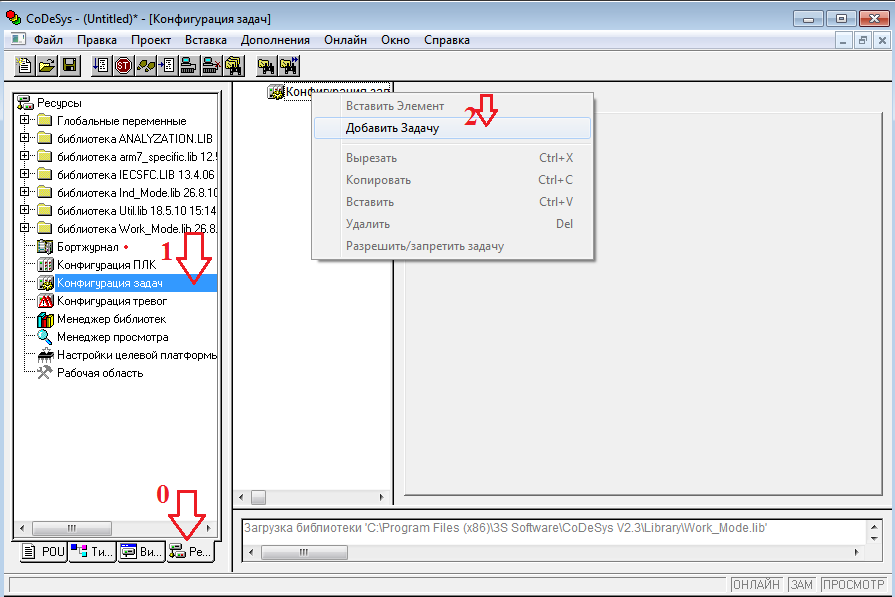 CoDeSys - (Untitled)* - [Конфигурация задач]
Файл Правка Проект Вставка Дополнения Онлайн Окно Справка
Ресурсы
Глобальные переменные
библиотека ANALYZATION.LIB
библиотека arm7_specific.lib 12.5
библиотека IECSFC.LIB 13.4.06
библиотека Ind_Mode.lib 26.8.10
библиотека Util.lib 18.5.10 15:14
библиотека Work_Mode.lib 26.8.
Бортжурнал
Конфигурация ПЛК
1
Конфигурация задач
Конфигурация тревог
Менеджер библиотек
Менеджер просмотра
Настройки целевой платформы
Рабочая область
0
POU Ти... Ви... Ре...
Конфигурация зад
Вставить Элемент
2
Добавить Задачу
Вырезать Ctrl+X
Копировать Ctrl+C
Вставить Ctrl+V
Удалить Del
Разрешить/запретить задачу
Загрузка библиотеки 'C:\Program Files (x86)\3S Software\CoDeSys V2.3\Library\Work_Mode.lib'
ОНЛАЙН ЗАМ ПРОСМОТР